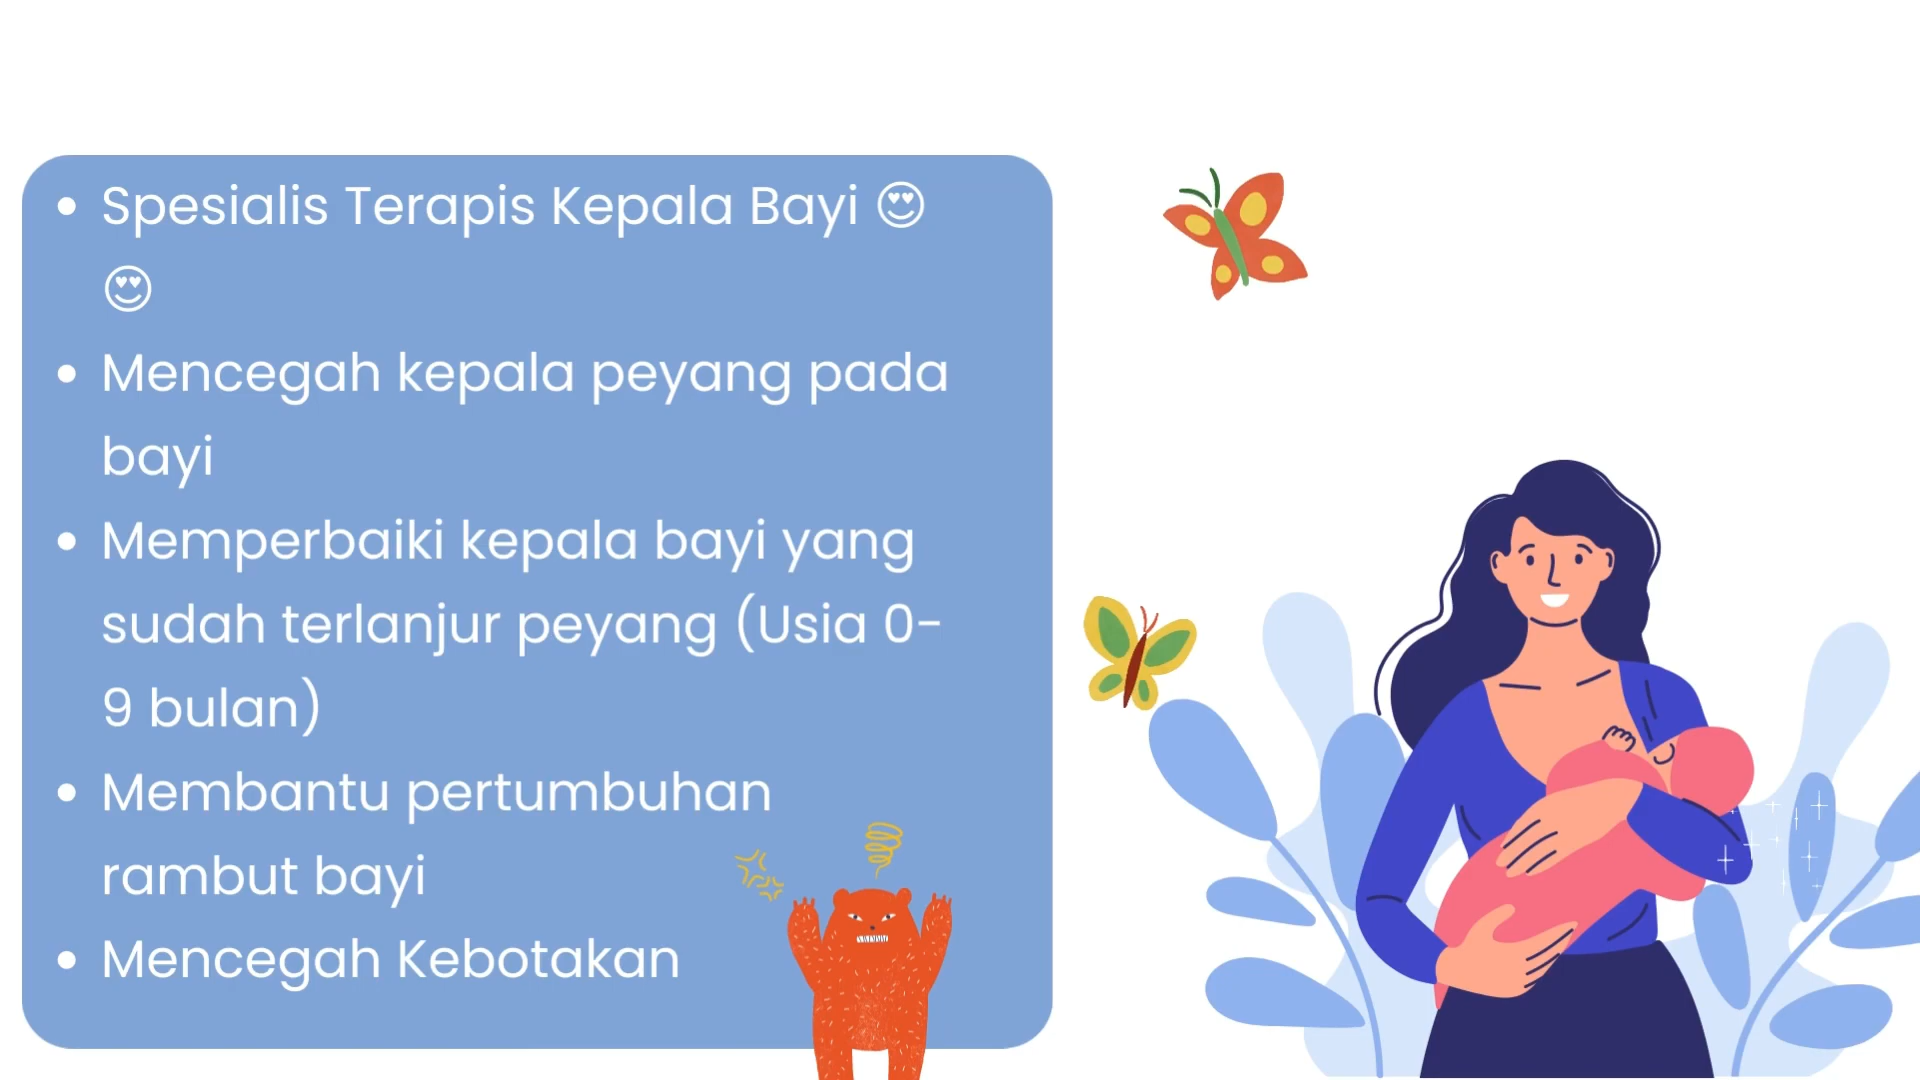 • Spesialis Terapis Kepala Bayi 😍
😍
• Mencegah kepala peyang pada
bayi
• Memperbaiki kepala bayi yang
sudah terlanjur peyang (Usia 0-
9 bulan)
• Membantu pertumbuhan
rambut bayi
• Mencegah Kebotakan